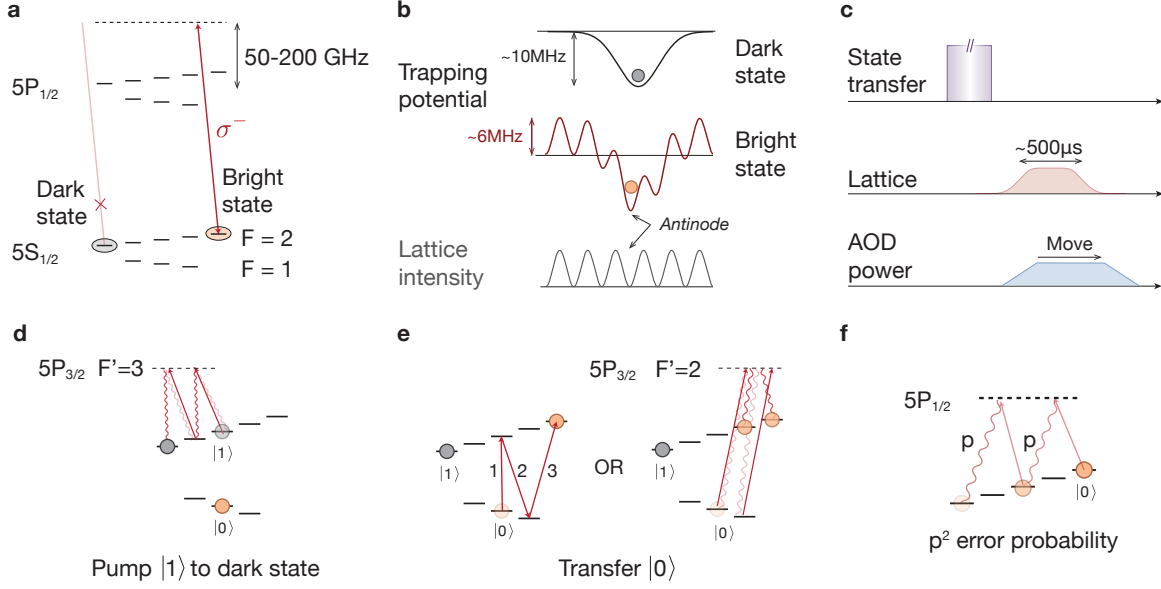 a
50-200 GHz
5P1/2
σ−
Dark
state
Bright
state
5S1/2
F = 2
F = 1
b
~10MHz
Dark
state
Trapping
potential
~6MHz
Bright
state
Antinode
Lattice
intensity
c
State
transfer
~500µs
Lattice
AOD
power
Move
d
5P3/2 F'=3
|1⟩
|0⟩
Pump |1⟩ to dark state
e
5P3/2 F'=2
1
2
3
|1⟩
OR
|1⟩
|0⟩
|0⟩
Transfer |0⟩
f
5P1/2
p
p
|0⟩
p² error probability